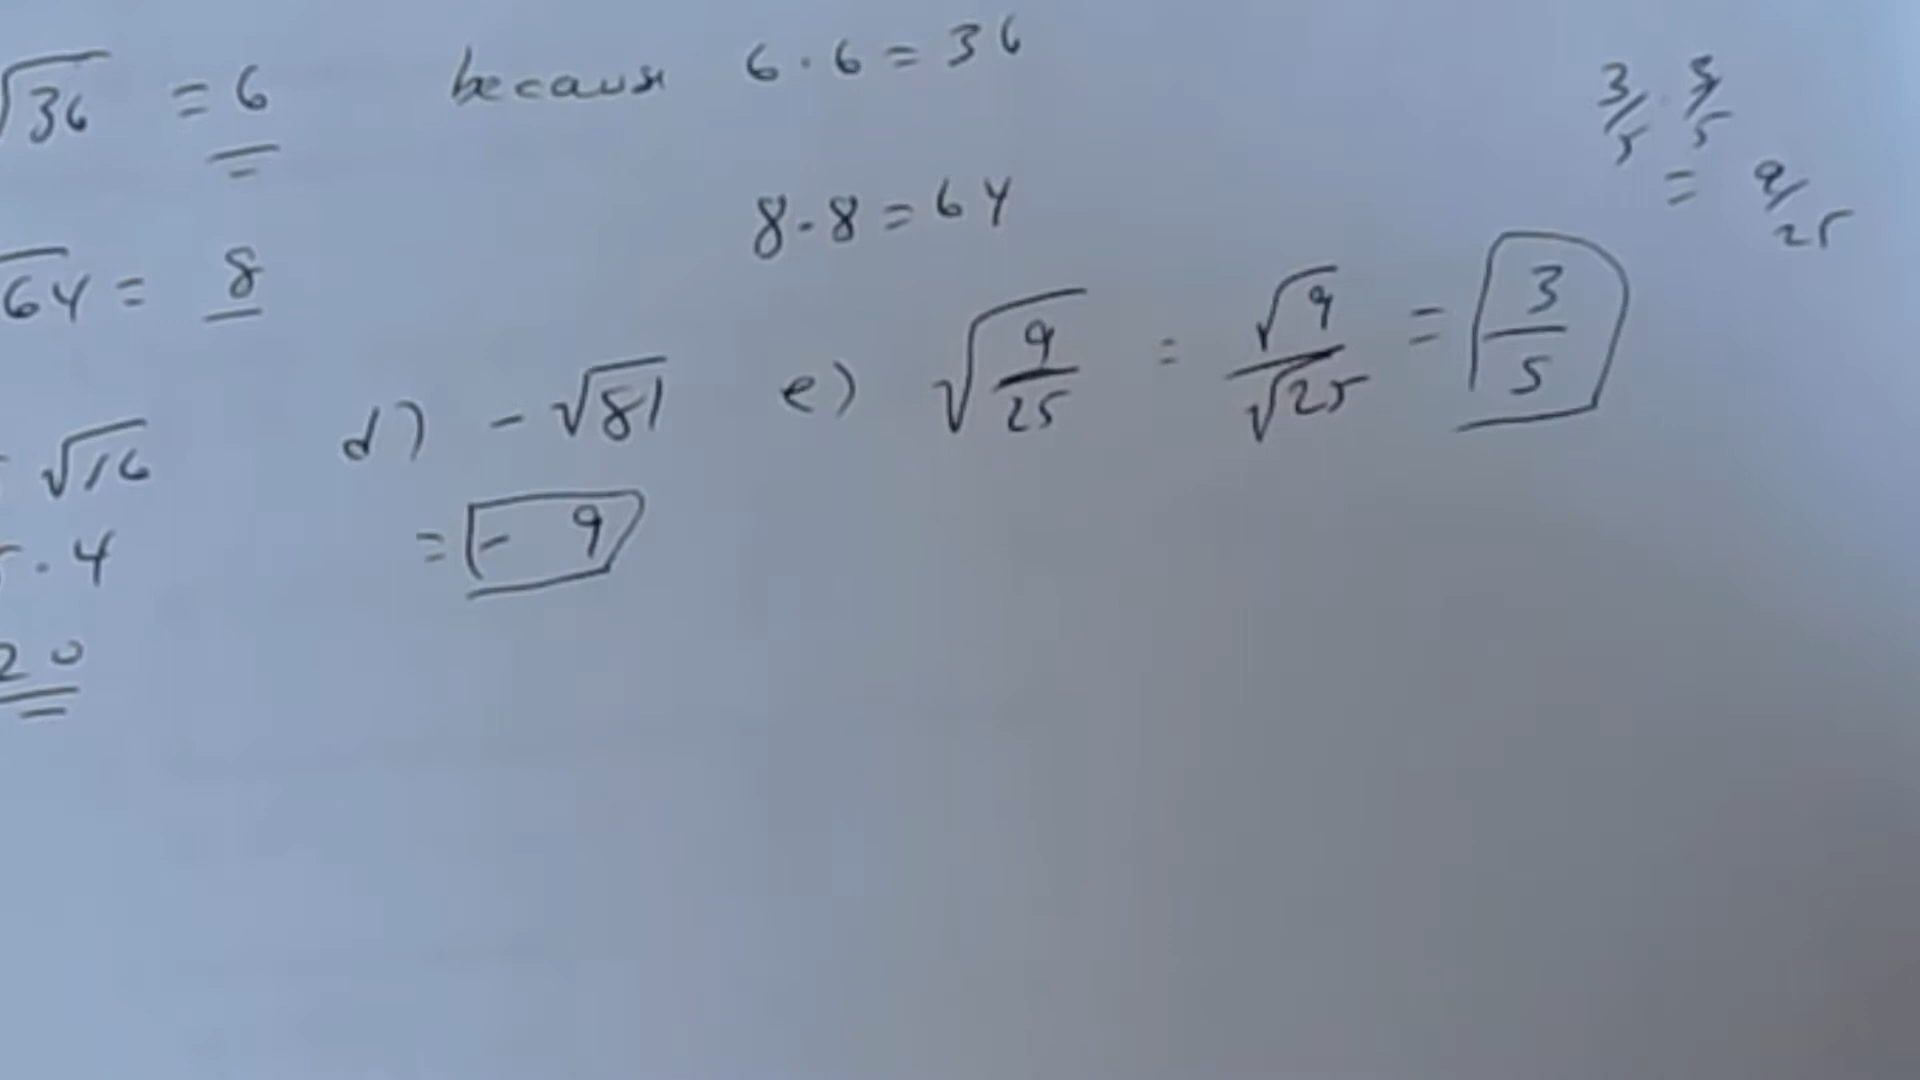 √36 = 6 because 6 · 6 = 36
3/5 · 3/5
= 9/25
√64 = 8 8 · 8 = 64
√16 d) -√81 e) √(9/25) = √9/√25 = 3/5
· 4 = - 9
20